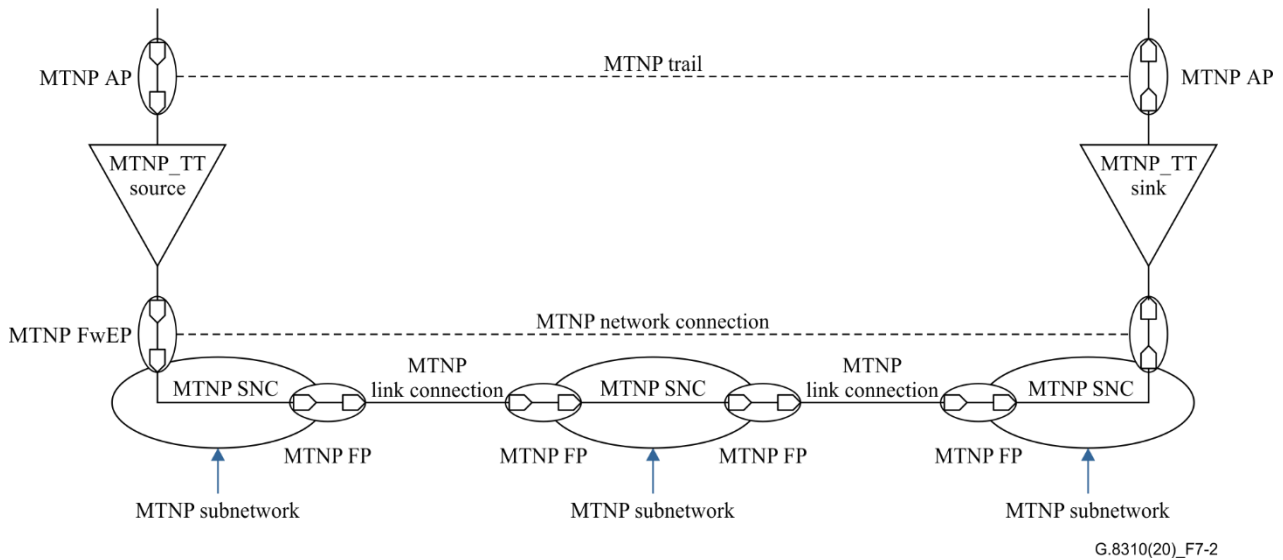 MTNP trail
MTNP AP
MTNP AP
MTNP_TT
source
MTNP_TT
sink
MTNP network connection
MTNP FwEP
MTNP SNC
MTNP
link connection
MTNP SNC
MTNP
link connection
MTNP SNC
MTNP FP
MTNP FP
MTNP FP
MTNP FP
MTNP subnetwork
MTNP subnetwork
MTNP subnetwork
G.8310(20)_F7-2